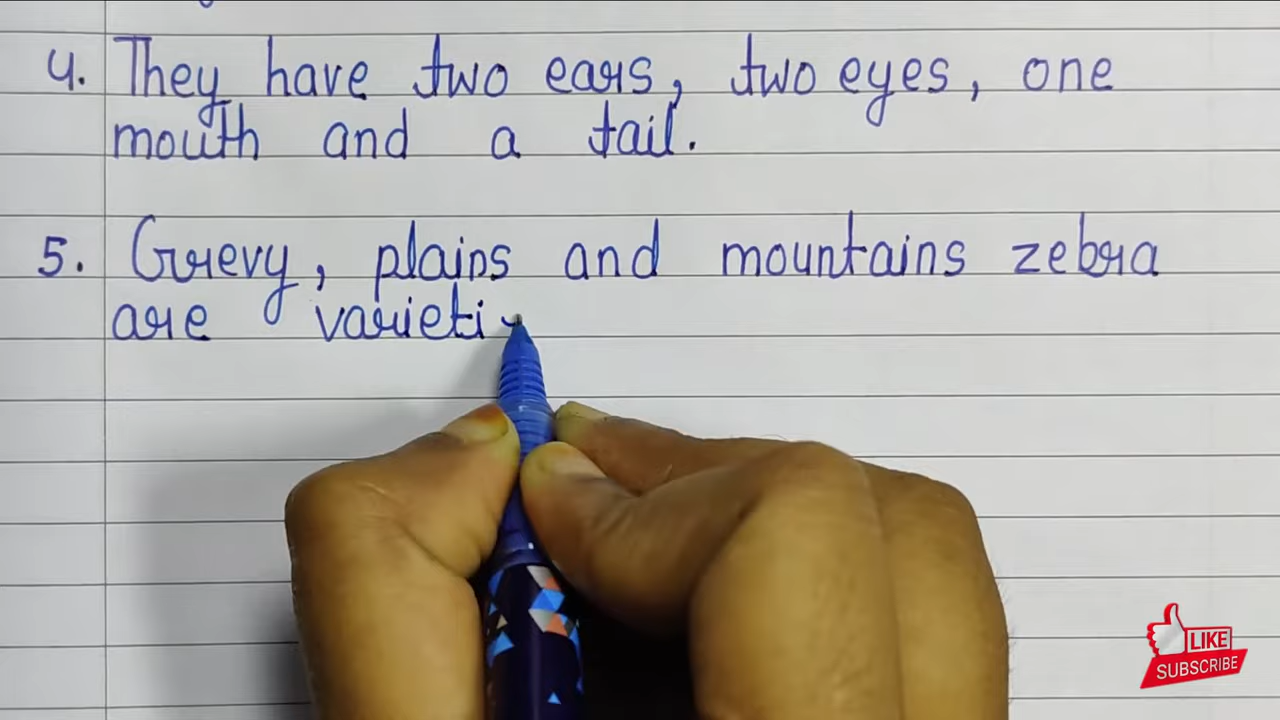 4. They have two ears, two eyes, one
mouth and a tail.
5. Grevy, plains and mountains zebra
are varieti
LIKE
SUBSCRIBE